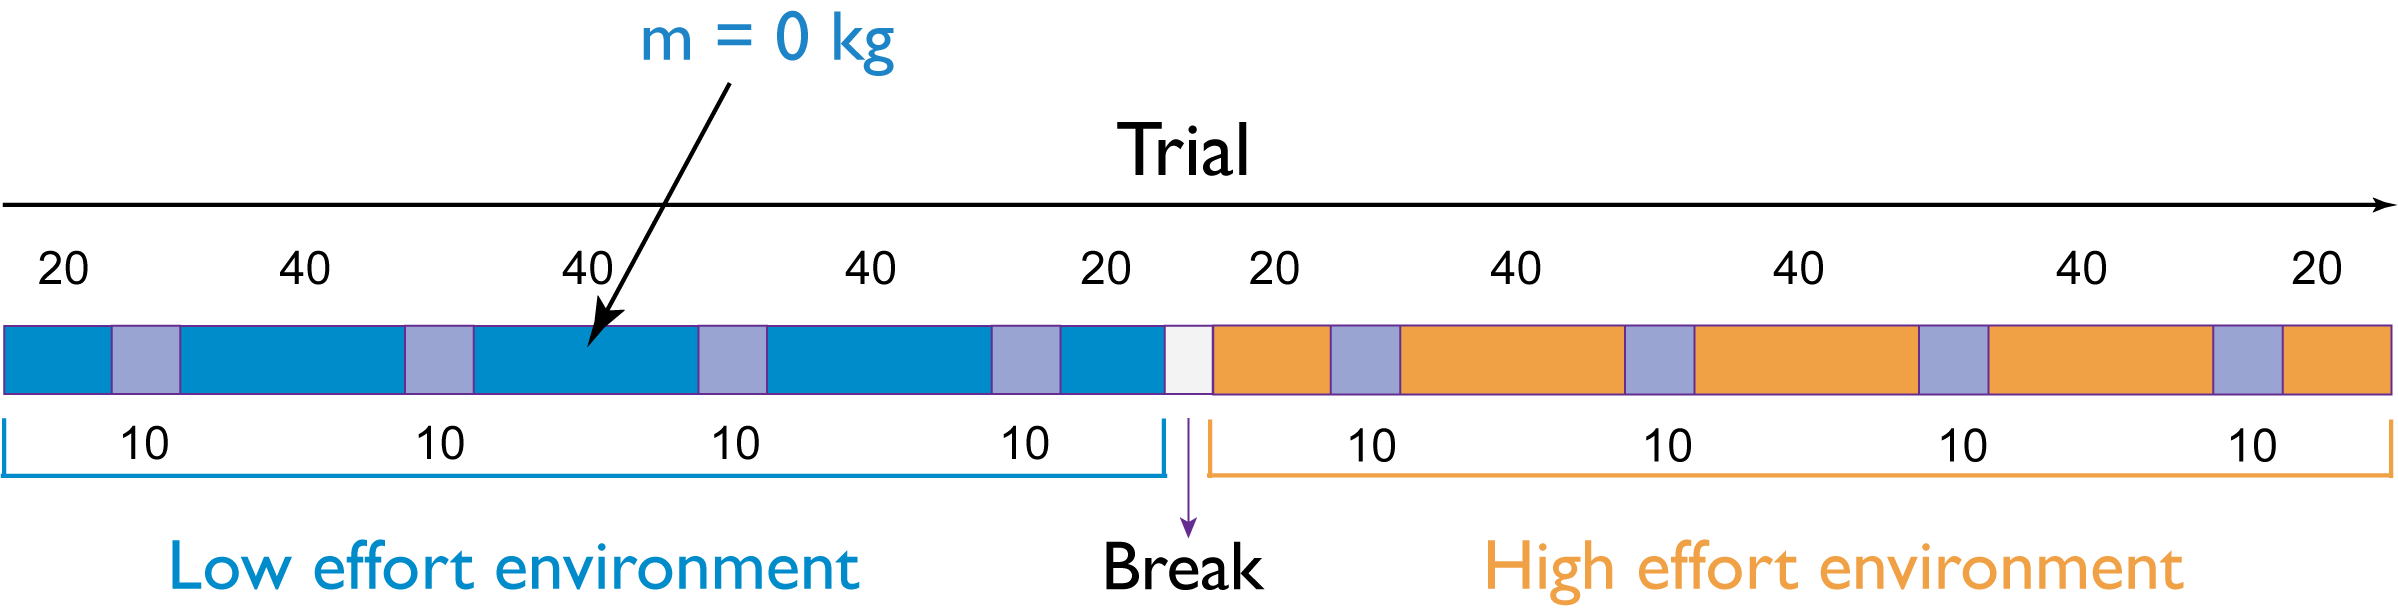 m = 0 kg
Trial
20 40 40 40 20 20 40 40 40 20
10 10 10 10 10 10 10 10
Low effort environment Break High effort environment